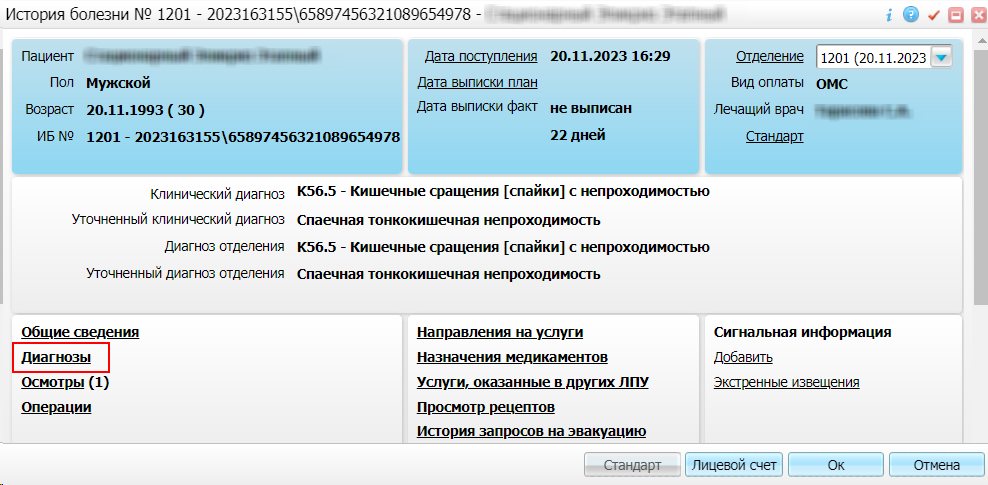 История болезни № 1201 - 2023163155\65897456321089654978 -
Пациент
Пол Мужской
Возраст 20.11.1993 ( 30 )
ИБ № 1201 - 2023163155\65897456321089654978
Дата поступления 20.11.2023 16:29
Дата выписки план
Дата выписки факт не выписан
22 дней
Отделение 1201 (20.11.2023
Вид оплаты ОМС
Лечащий врач
Стандарт
Клинический диагноз K56.5 - Кишечные сращения [спайки] с непроходимостью
Уточненный клинический диагноз Спаечная тонкокишечная непроходимость
Диагноз отделения K56.5 - Кишечные сращения [спайки] с непроходимостью
Уточненный диагноз отделения Спаечная тонкокишечная непроходимость
Общие сведения
Диагнозы
Осмотры (1)
Операции
Направления на услуги
Назначения медикаментов
Услуги, оказанные в других ЛПУ
Просмотр рецептов
История запросов на эвакуацию
Сигнальная информация
Добавить
Экстренные извещения
Стандарт Лицевой счет Ок Отмена